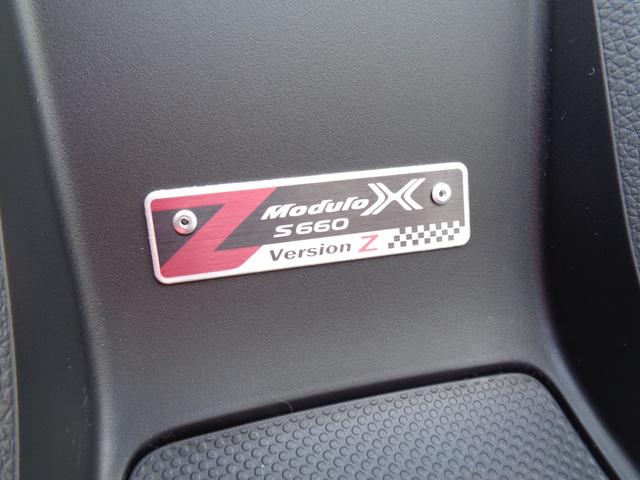 Z Modulo X
S660
Version Z